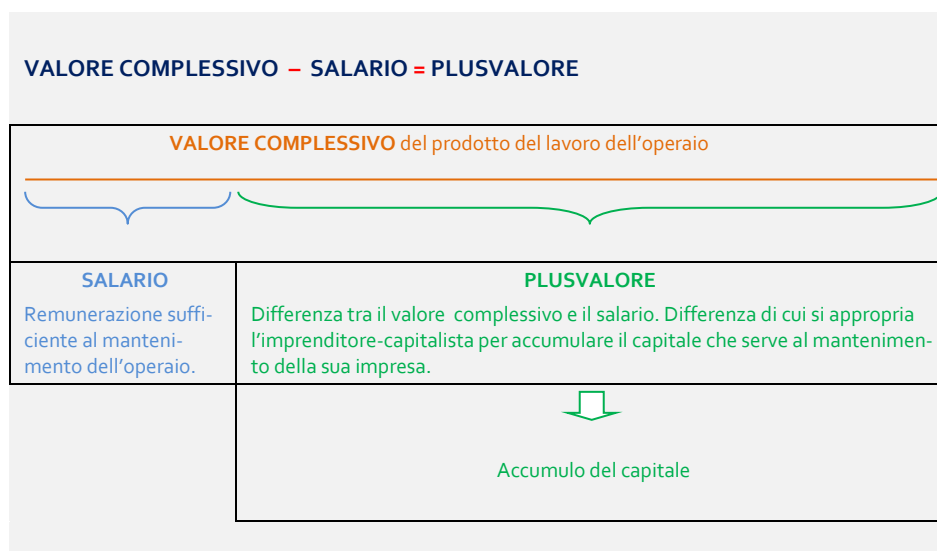 VALORE COMPLESSIVO – SALARIO = PLUSVALORE
VALORE COMPLESSIVO del prodotto del lavoro dell’operaio
SALARIO
Remunerazione suffi-
ciente al manteni-
mento dell’operaio.
PLUSVALORE
Differenza tra il valore complessivo e il salario. Differenza di cui si appropria
l’imprenditore-capitalista per accumulare il capitale che serve al mantenimen-
to della sua impresa.
Accumulo del capitale